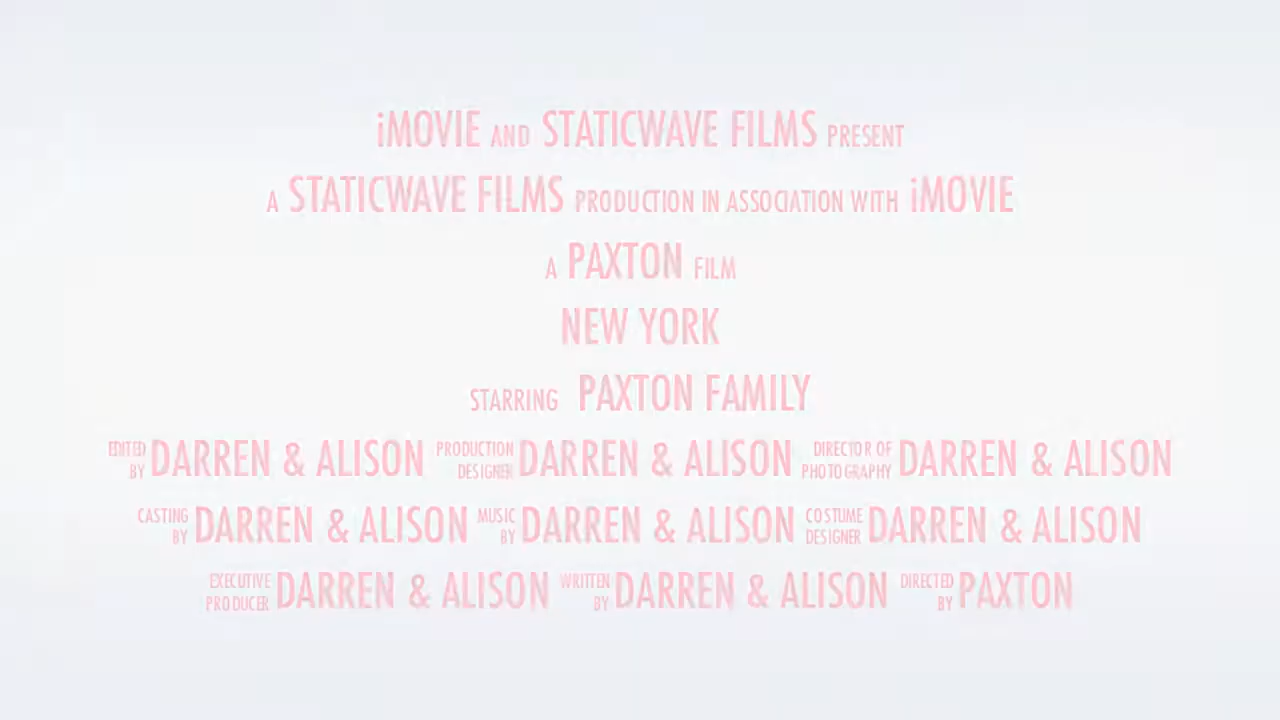 iMOVIE AND STATICWAVE FILMS PRESENT
A STATICWAVE FILMS PRODUCTION IN ASSOCIATION WITH iMOVIE
A PAXTON FILM
NEW YORK
STARRING PAXTON FAMILY
EDITED BY DARREN & ALISON PRODUCTION DESIGNER DARREN & ALISON DIRECTOR OF PHOTOGRAPHY DARREN & ALISON
CASTING BY DARREN & ALISON MUSIC BY DARREN & ALISON COSTUME DESIGNER DARREN & ALISON
EXECUTIVE PRODUCER DARREN & ALISON WRITTEN BY DARREN & ALISON DIRECTED BY PAXTON